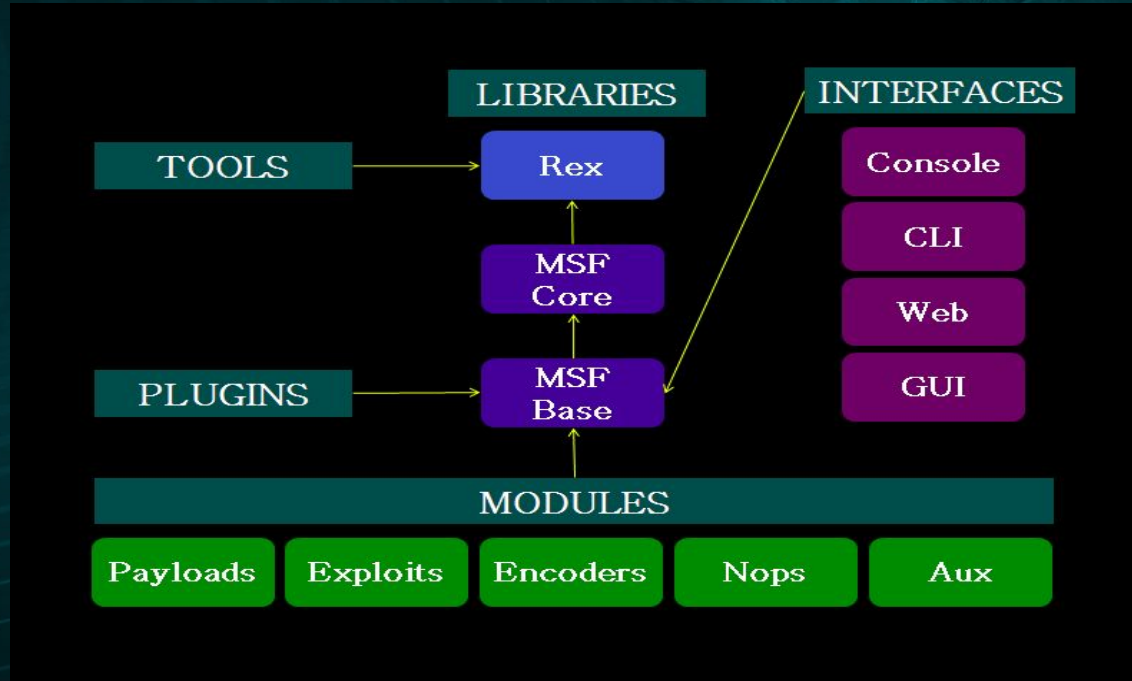 LIBRARIES
INTERFACES
TOOLS
Rex
Console
MSF
Core
CLI
Web
PLUGINS
MSF
Base
GUI
MODULES
Payloads
Exploits
Encoders
Nops
Aux